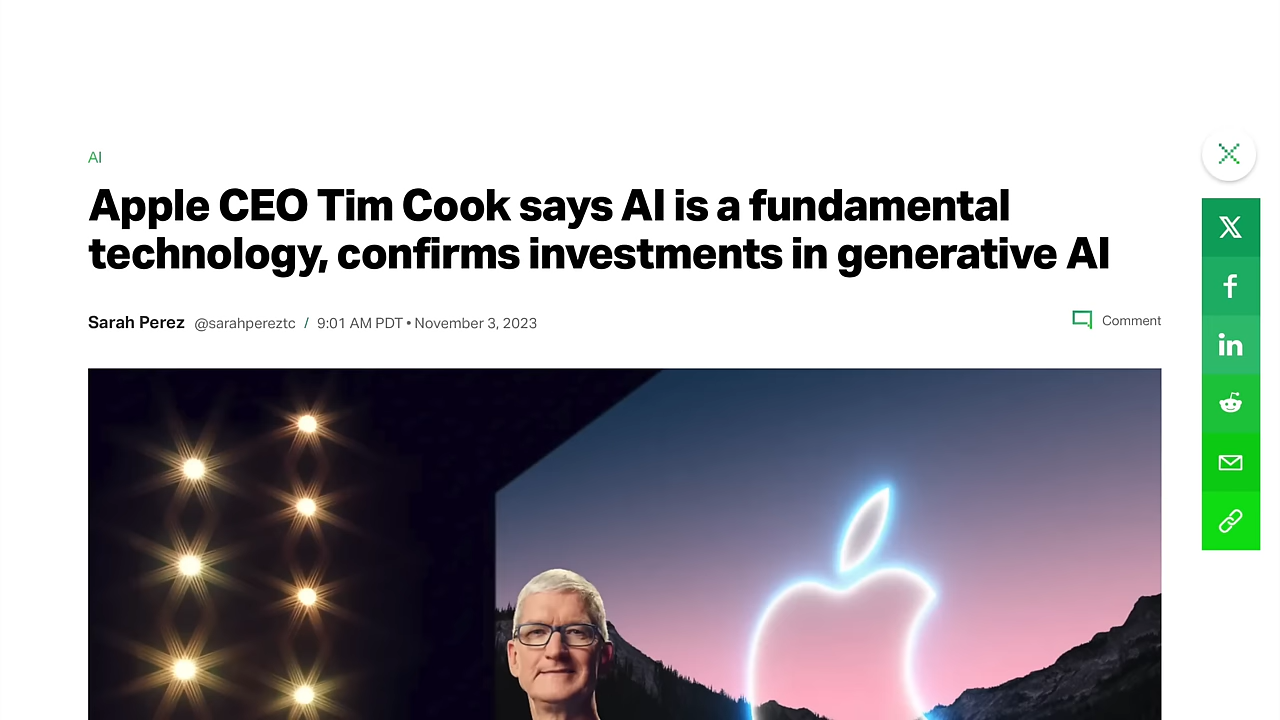 AI
Apple CEO Tim Cook says AI is a fundamental
technology, confirms investments in generative AI
Sarah Perez @sarahpereztc / 9:01 AM PDT • November 3, 2023
Comment